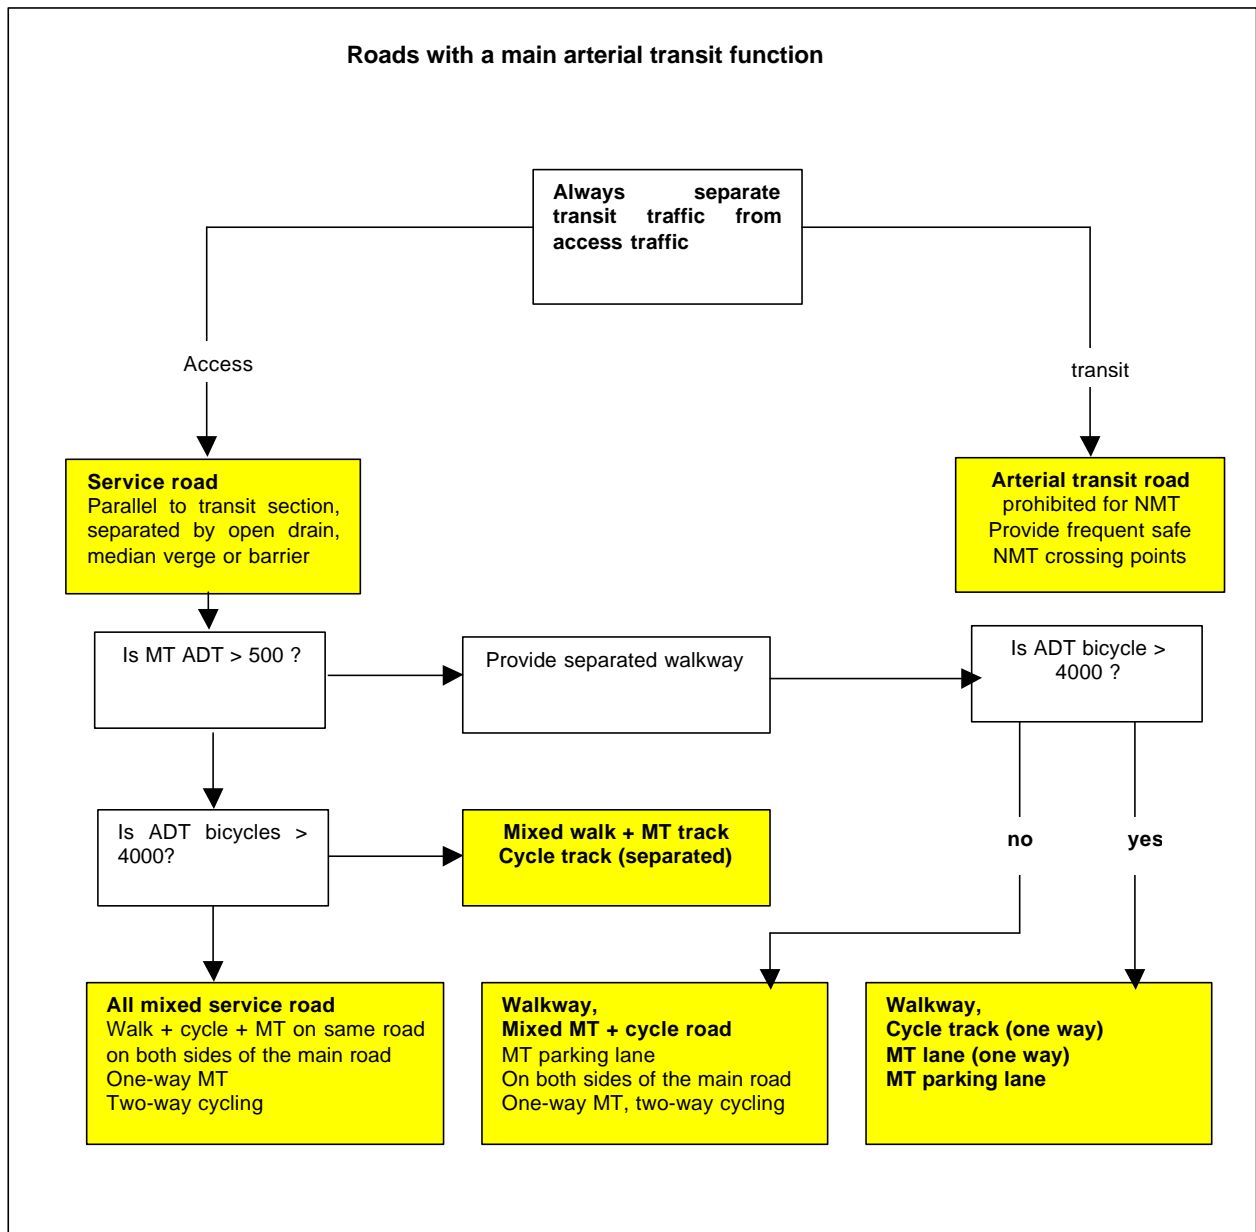 Roads with a main arterial transit function
Always separate
transit traffic from
access traffic
Access
transit
Service road
Parallel to transit section,
separated by open drain,
median verge or barrier
Arterial transit road
prohibited for NMT
Provide frequent safe
NMT crossing points
Is MT ADT > 500 ?
Provide separated walkway
Is ADT bicycle >
4000 ?
Is ADT bicycles >
4000?
Mixed walk + MT track
Cycle track (separated)
no
yes
All mixed service road
Walk + cycle + MT on same road
on both sides of the main road
One-way MT
Two-way cycling
Walkway,
Mixed MT + cycle road
MT parking lane
On both sides of the main road
One-way MT, two-way cycling
Walkway,
Cycle track (one way)
MT lane (one way)
MT parking lane